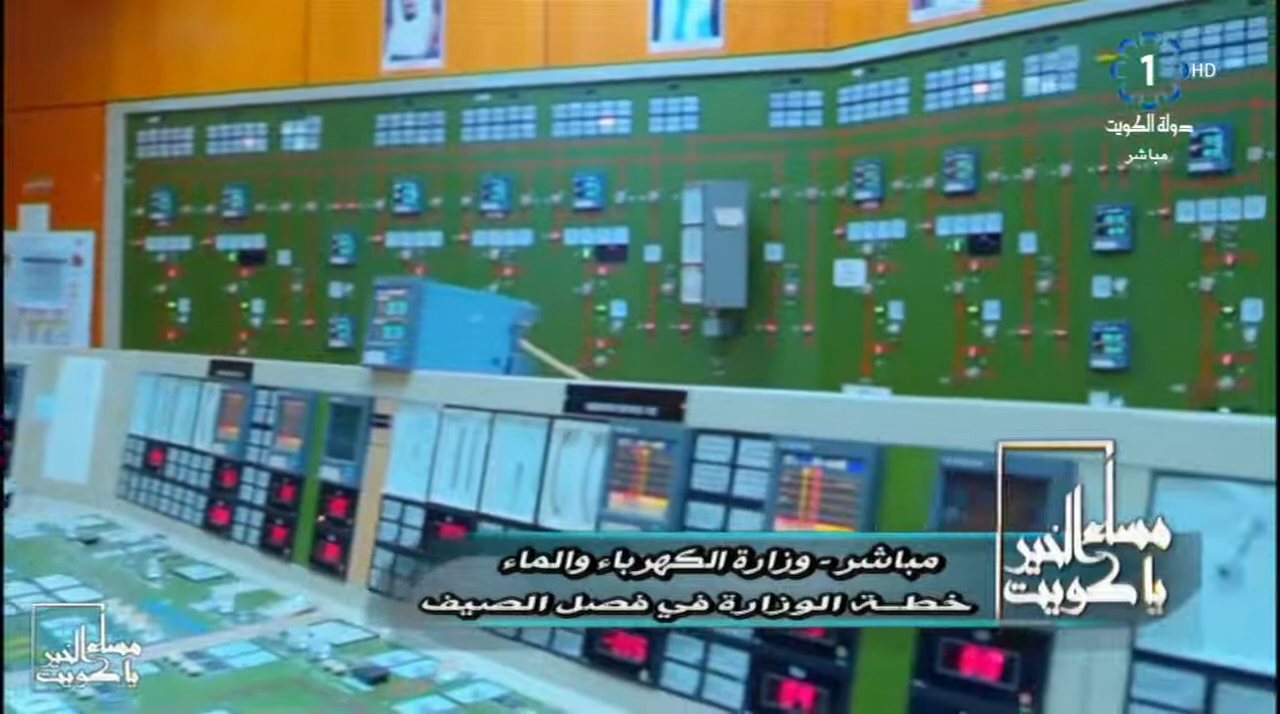 1 HD
دولة الكويت
مباشر
مباشر - وزارة الكهرباء والماء
خطـة الوزارة في فصل الصيف
مساء الخير
يا كويت
مساء الخير
يا كويت